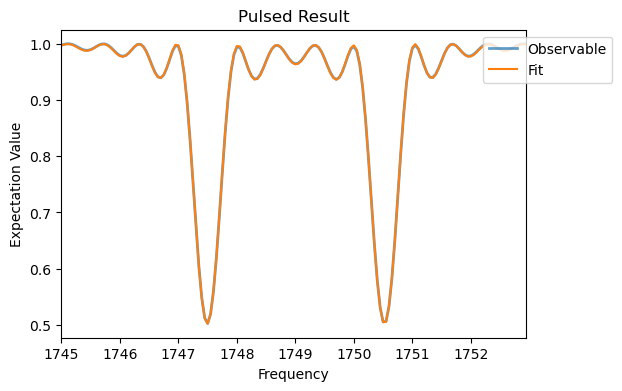 Pulsed Result
Observable
Fit
1.0
0.9
0.8
0.7
0.6
0.5
Expectation Value
1745 1746 1747 1748 1749 1750 1751 1752
Frequency